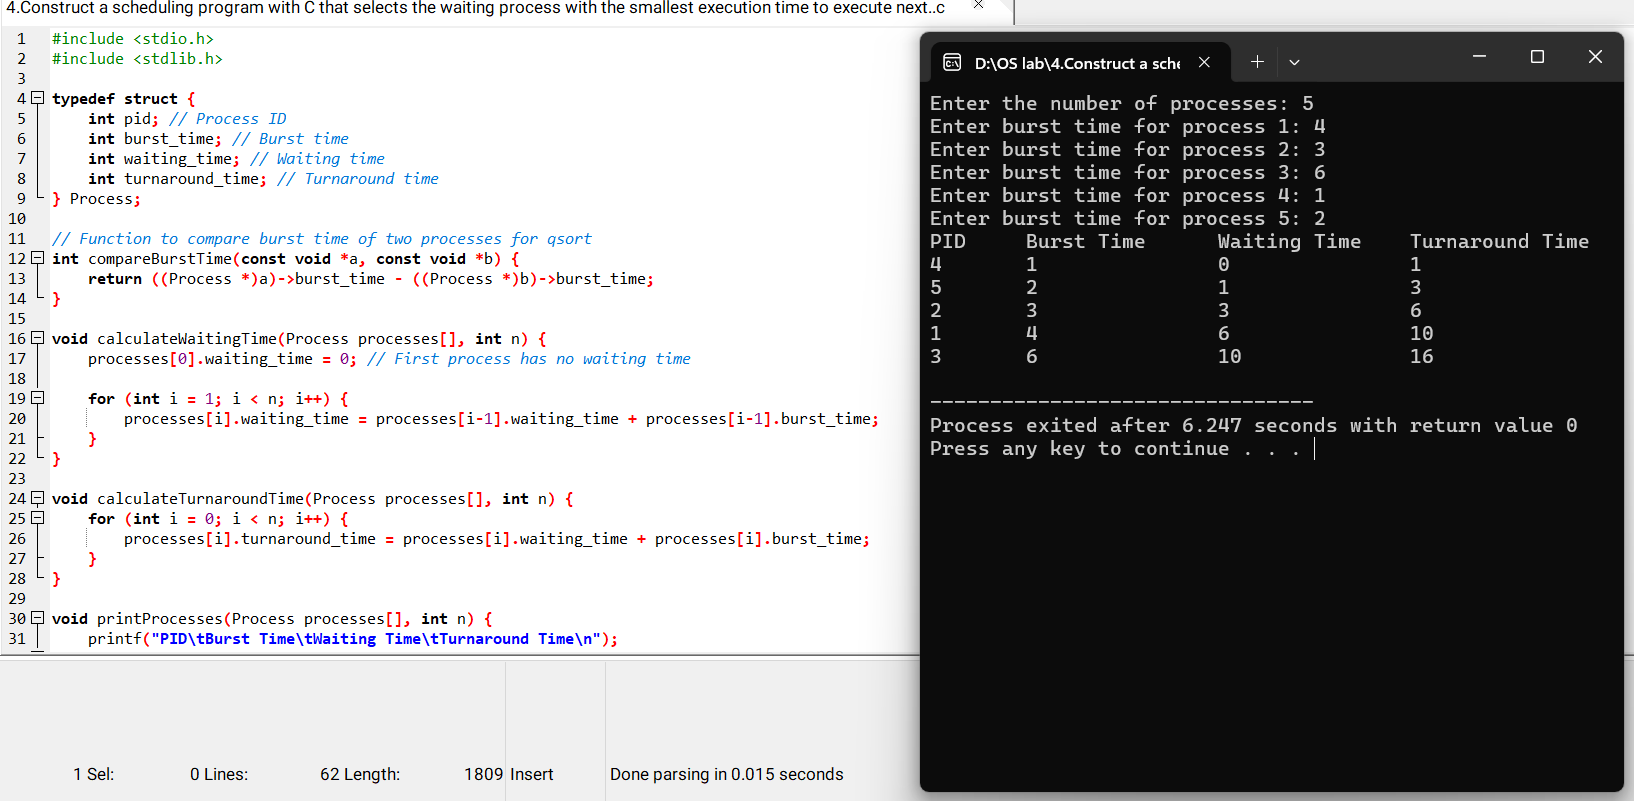 4.Construct a scheduling program with C that selects the waiting process with the smallest execution time to execute next..c
1 #include <stdio.h>
2 #include <stdlib.h>
3
4 typedef struct {
5     int pid; // Process ID
6     int burst_time; // Burst time
7     int waiting_time; // Waiting time
8     int turnaround_time; // Turnaround time
9 } Process;
10
11 // Function to compare burst time of two processes for qsort
12 int compareBurstTime(const void *a, const void *b) {
13     return ((Process *)a)->burst_time - ((Process *)b)->burst_time;
14 }
15
16 void calculateWaitingTime(Process processes[], int n) {
17     processes[0].waiting_time = 0; // First process has no waiting time
18
19     for (int i = 1; i < n; i++) {
20         processes[i].waiting_time = processes[i-1].waiting_time + processes[i-1].burst_time;
21     }
22 }
23
24 void calculateTurnaroundTime(Process processes[], int n) {
25     for (int i = 0; i < n; i++) {
26         processes[i].turnaround_time = processes[i].waiting_time + processes[i].burst_time;
27     }
28 }
29
30 void printProcesses(Process processes[], int n) {
31     printf("PID\tBurst Time\tWaiting Time\tTurnaround Time\n");
1 Sel: 0 Lines: 62 Length: 1809 Insert Done parsing in 0.015 seconds
D:\OS lab\4.Construct a sche
Enter the number of processes: 5
Enter burst time for process 1: 4
Enter burst time for process 2: 3
Enter burst time for process 3: 6
Enter burst time for process 4: 1
Enter burst time for process 5: 2
PID     Burst Time      Waiting Time    Turnaround Time
4       1               0               1
5       2               1               3
2       3               3               6
1       4               6               10
3       6               10              16
--------------------------------
Process exited after 6.247 seconds with return value 0
Press any key to continue . . .